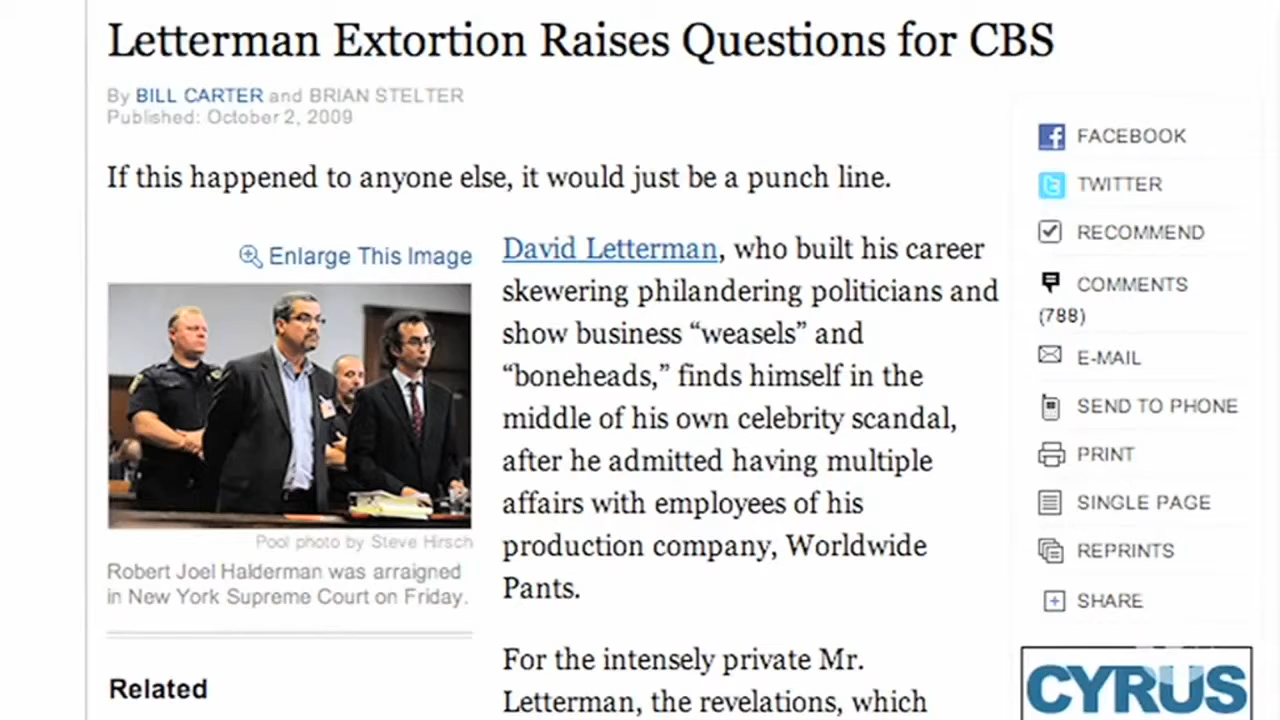 Letterman Extortion Raises Questions for CBS
By BILL CARTER and BRIAN STELTER
Published: October 2, 2009
If this happened to anyone else, it would just be a punch line.
Enlarge This Image
Pool photo by Steve Hirsch
Robert Joel Halderman was arraigned
in New York Supreme Court on Friday.
Related
David Letterman, who built his career
skewering philandering politicians and
show business “weasels” and
“boneheads,” finds himself in the
middle of his own celebrity scandal,
after he admitted having multiple
affairs with employees of his
production company, Worldwide
Pants.
For the intensely private Mr.
Letterman, the revelations, which
FACEBOOK
TWITTER
RECOMMEND
COMMENTS
(788)
E-MAIL
SEND TO PHONE
PRINT
SINGLE PAGE
REPRINTS
SHARE
CYRUS